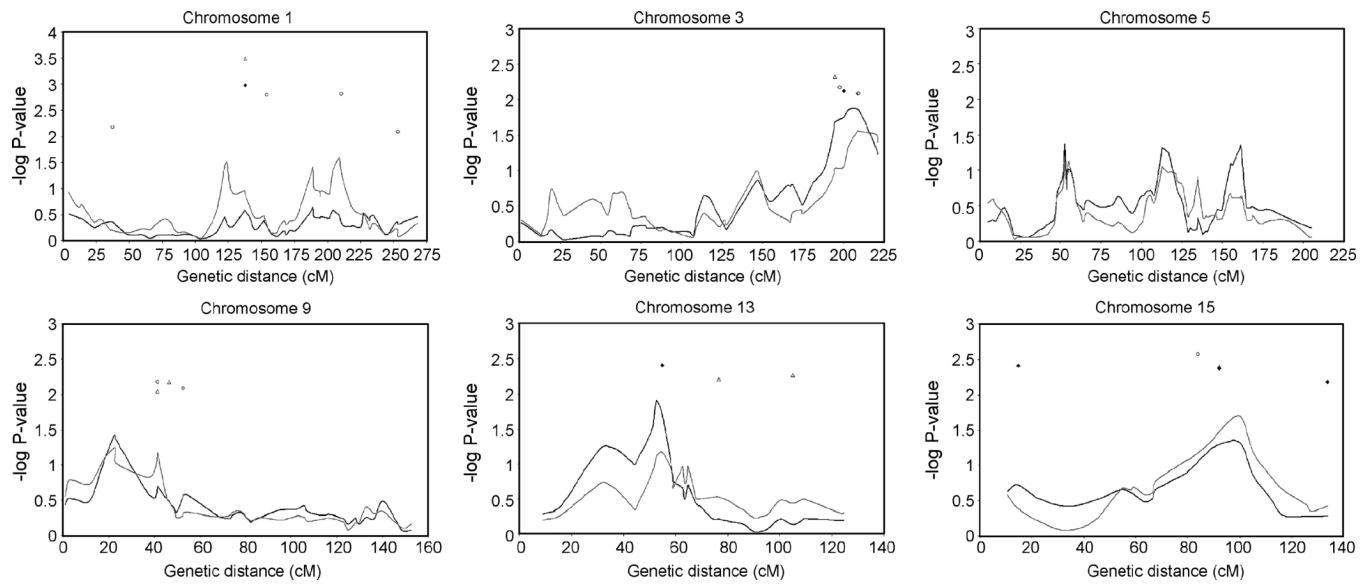 Chromosome 1
-log P-value
4
3.5
3
2.5
2
1.5
1
0.5
0
0 25 50 75 100 125 150 175 200 225 250 275
Genetic distance (cM)
Chromosome 3
-log P-value
3
2.5
2
1.5
1
0.5
0
0 25 50 75 100 125 150 175 200 225
Genetic distance (cM)
Chromosome 5
-log P-value
3
2.5
2
1.5
1
0.5
0
0 25 50 75 100 125 150 175 200 225
Genetic distance (cM)
Chromosome 9
-log P-value
3
2.5
2
1.5
1
0.5
0
0 20 40 60 80 100 120 140 160
Genetic distance (cM)
Chromosome 13
-log P-value
3
2.5
2
1.5
1
0.5
0
0 20 40 60 80 100 120 140
Genetic distance (cM)
Chromosome 15
-log P-value
3
2.5
2
1.5
1
0.5
0
0 20 40 60 80 100 120 140
Genetic distance (cM)